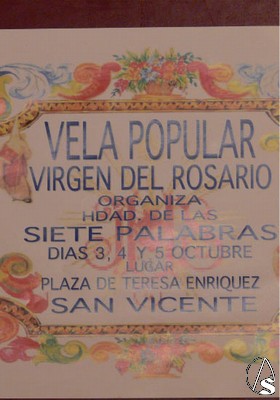 VELA POPULAR
VIRGEN DEL ROSARIO
ORGANIZA
HDAD. DE LAS
SIETE PALABRAS
DIAS 3, 4 Y 5 OCTUBRE
LUGAR
PLAZA DE TERESA ENRIQUEZ
SAN VICENTE